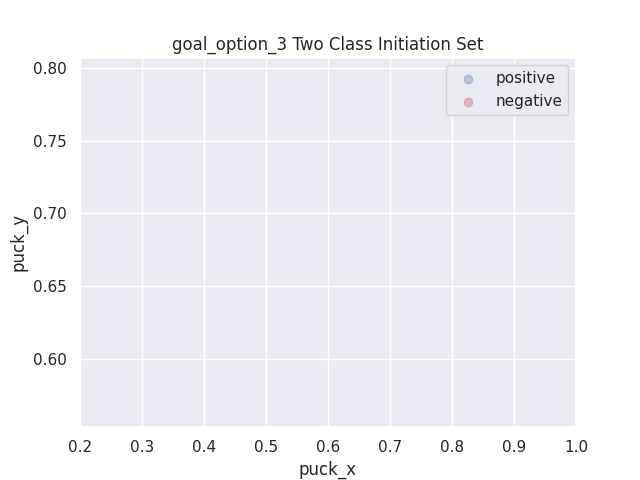 goal_option_3 Two Class Initiation Set
positive
negative
puck_y
0.80
0.75
0.70
0.65
0.60
0.2 0.3 0.4 0.5 0.6 0.7 0.8 0.9 1.0
puck_x